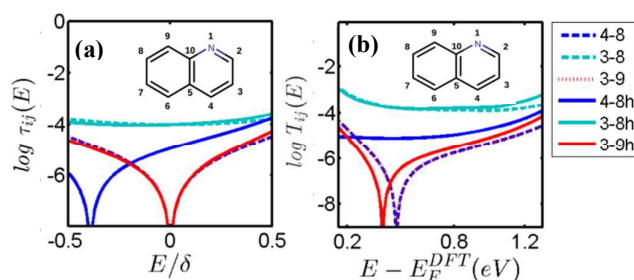 (a)
9 1
8 10 N 2
7 5 3
6 4
log τij(E)
0
-2
-4
-6
-8
-0.5 0 0.5
E/δ
(b)
9 1
8 10 N 2
7 5 3
6 4
log Tij(E)
-2
-4
-6
-8
0.2 0.8 1.2
E − E_F^DFT(eV)
4-8
3-8
3-9
4-8h
3-8h
3-9h